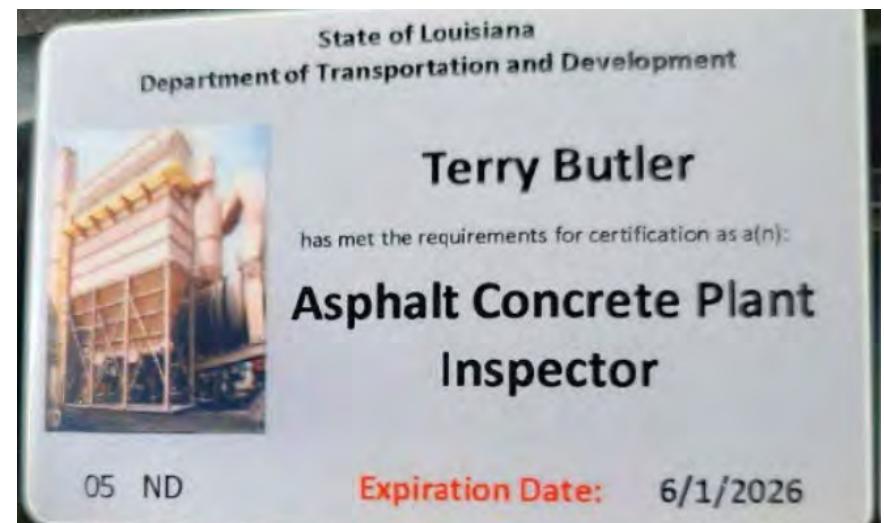 State of Louisiana
Department of Transportation and Development
Terry Butler
has met the requirements for certification as a(n):
Asphalt Concrete Plant
Inspector
05 ND
Expiration Date: 6/1/2026